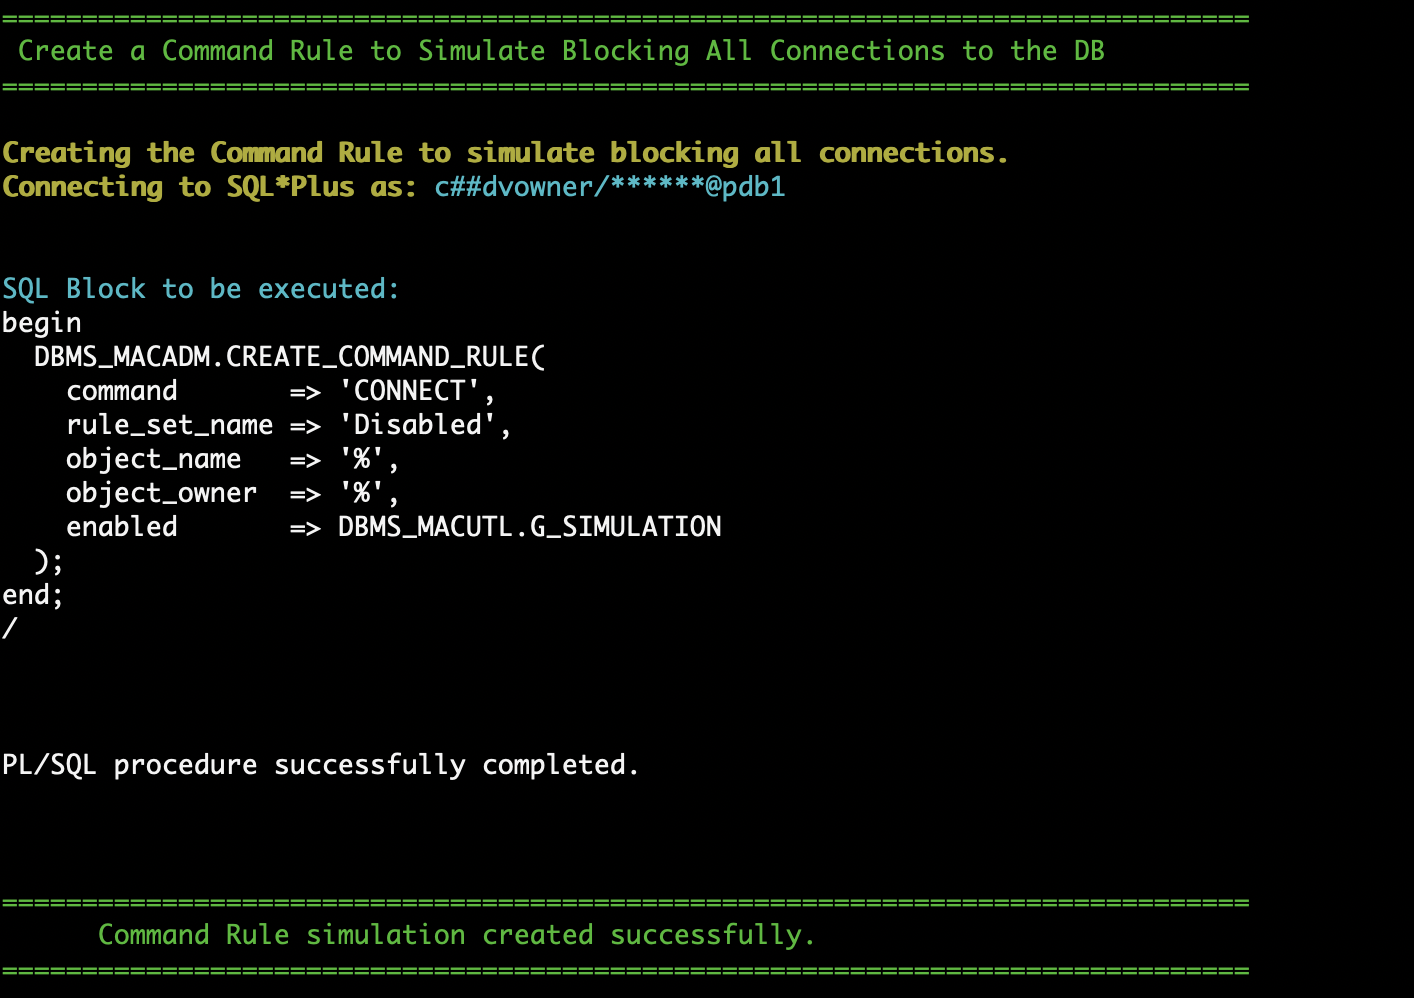 ==============================================================================
 Create a Command Rule to Simulate Blocking All Connections to the DB
==============================================================================
Creating the Command Rule to simulate blocking all connections.
Connecting to SQL*Plus as: c##dvowner/******@pdb1
SQL Block to be executed:
begin
  DBMS_MACADM.CREATE_COMMAND_RULE(
    command       => 'CONNECT',
    rule_set_name => 'Disabled',
    object_name   => '%',
    object_owner  => '%',
    enabled       => DBMS_MACUTL.G_SIMULATION
  );
end;
/
PL/SQL procedure successfully completed.
==============================================================================
      Command Rule simulation created successfully.
==============================================================================